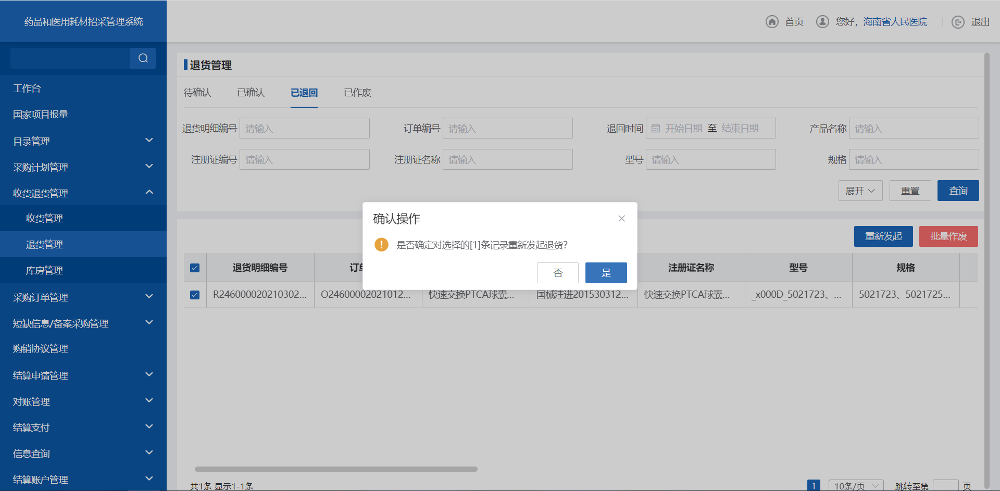 药品和医用耗材招采管理系统
首页 您好，海南省人民医院 退出
工作台
国家项目报量
目录管理
采购计划管理
收货退货管理
收货管理
退货管理
库房管理
采购订单管理
短缺信息/备案采购管理
购销协议管理
结算申请管理
对账管理
结算支付
信息查询
结算账户管理
退货管理
待确认 已确认 已退回 已作废
退货明细编号 请输入 订单编号 请输入 退回时间 开始日期 至 结束日期 产品名称 请输入
注册证编号 请输入 注册证名称 请输入 型号 请输入 规格 请输入
展开 重置 查询
重新发起 批量作废
确认操作
是否确定对选择的[1]条记录重新发起退货?
否 是
退货明细编号 订单 注册证名称 型号 规格
R246000020210302... O24600002021012... 快速交换PTCA球囊... 国械注进201530312... 快速交换PTCA球囊... _x000D_5021723、... 5021723、5021725...
共1条 显示1-1条
1 10条/页 跳转至第 页